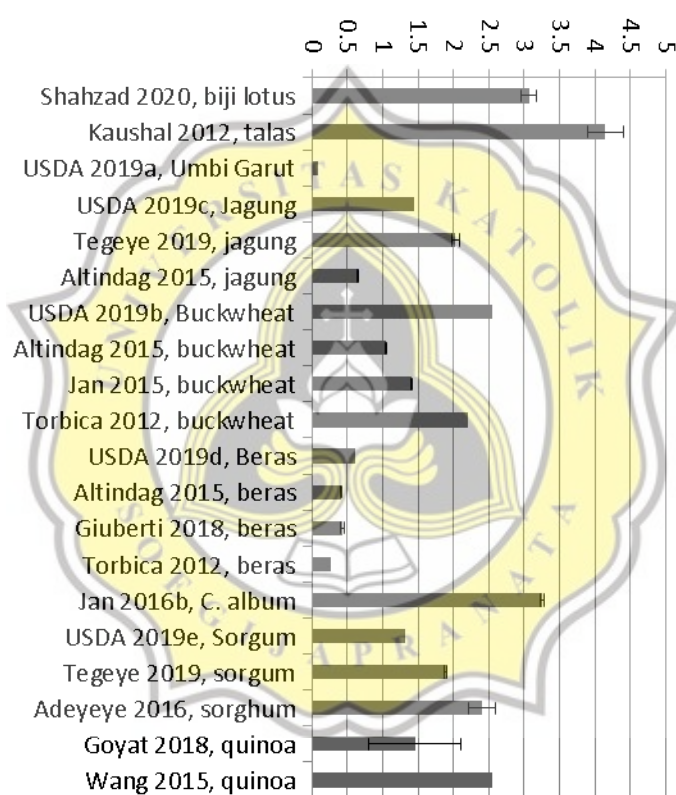 0 0.5 1 1.5 2 2.5 3 3.5 4 4.5 5
Shahzad 2020, biji lotus
Kaushal 2012, talas
USDA 2019a, Umbi Garut
USDA 2019c, Jagung
Tegeye 2019, jagung
Altindag 2015, jagung
USDA 2019b, Buckwheat
Altindag 2015, buckwheat
Jan 2015, buckwheat
Torbica 2012, buckwheat
USDA 2019d, Beras
Altindag 2015, beras
Giuberti 2018, beras
Torbica 2012, beras
Jan 2016b, C. album
USDA 2019e, Sorgum
Tegeye 2019, sorgum
Adeyeye 2016, sorghum
Goyat 2018, quinoa
Wang 2015, quinoa
UNIVERSITAS KATOLIK
SOEGIJAPRANATA